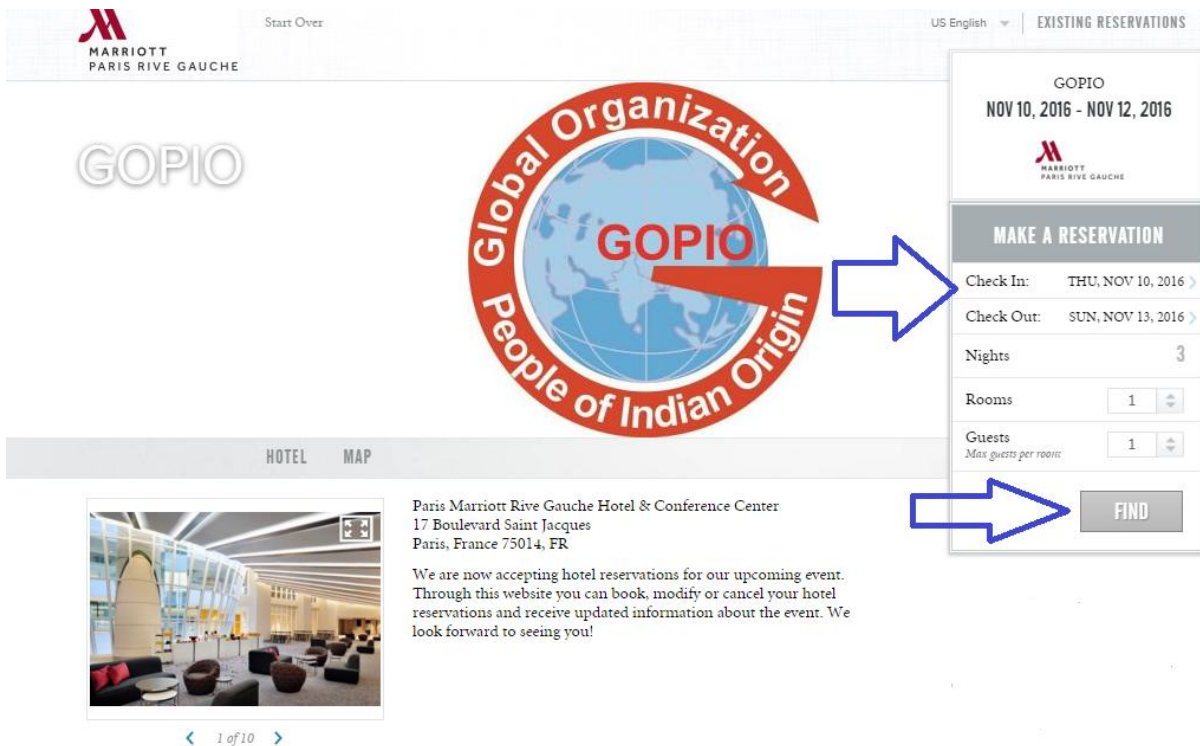 Start Over
US English
EXISTING RESERVATIONS
MARRIOTT
PARIS RIVE GAUCHE
GOPIO
Global Organization
GOPIO
People of Indian Origin
GOPIO
NOV 10, 2016 - NOV 12, 2016
MARRIOTT
PARIS RIVE GAUCHE
MAKE A RESERVATION
Check In: THU, NOV 10, 2016
Check Out: SUN, NOV 13, 2016
Nights 3
Rooms 1
Guests 1
Max guests per room:
FIND
HOTEL MAP
Paris Marriott Rive Gauche Hotel & Conference Center
17 Boulevard Saint Jacques
Paris, France 75014, FR
We are now accepting hotel reservations for our upcoming event.
Through this website you can book, modify or cancel your hotel
reservations and receive updated information about the event. We
look forward to seeing you!
1 of 10